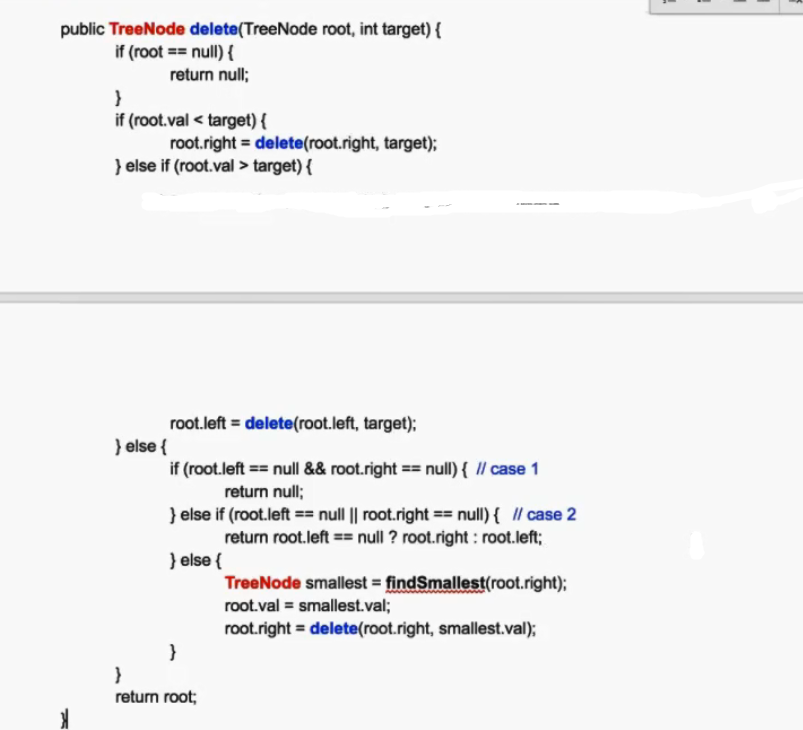 public TreeNode delete(TreeNode root, int target) {
if (root == null) {
return null;
}
if (root.val < target) {
root.right = delete(root.right, target);
} else if (root.val > target) {
root.left = delete(root.left, target);
} else {
if (root.left == null && root.right == null) { // case 1
return null;
} else if (root.left == null || root.right == null) { // case 2
return root.left == null ? root.right : root.left;
} else {
TreeNode smallest = findSmallest(root.right);
root.val = smallest.val;
root.right = delete(root.right, smallest.val);
}
}
return root;
}